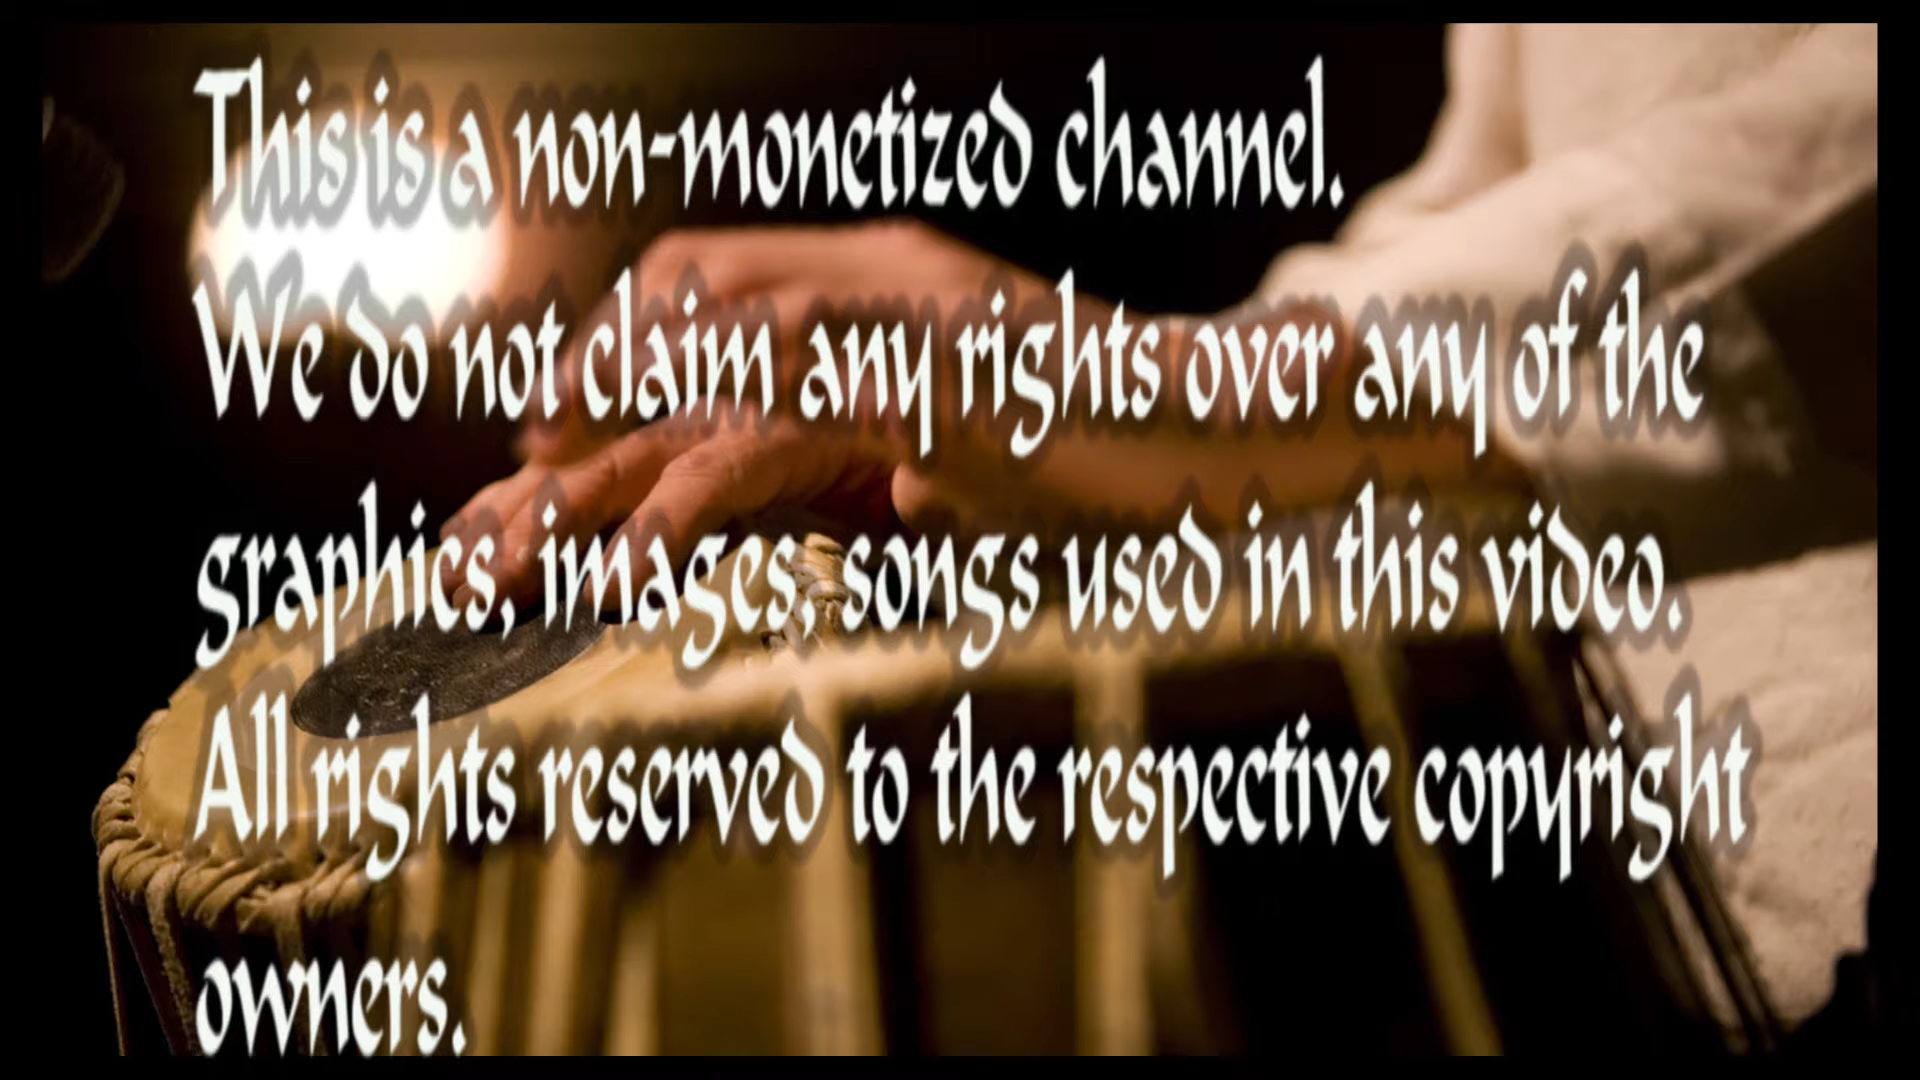 This is a non-monetized channel.
We do not claim any rights over any of the
graphics, images, songs used in this video.
All rights reserved to the respective copyright
owners.